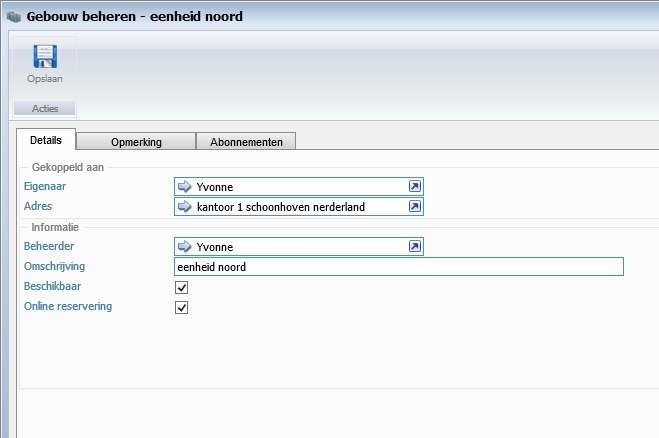 Gebouw beheren - eenheid noord
Opslaan
Acties
Details Opmerking Abonnementen
Gekoppeld aan
Eigenaar Yvonne
Adres kantoor 1 schoonhoven nerderland
Informatie
Beheerder Yvonne
Omschrijving eenheid noord
Beschikbaar
Online reservering